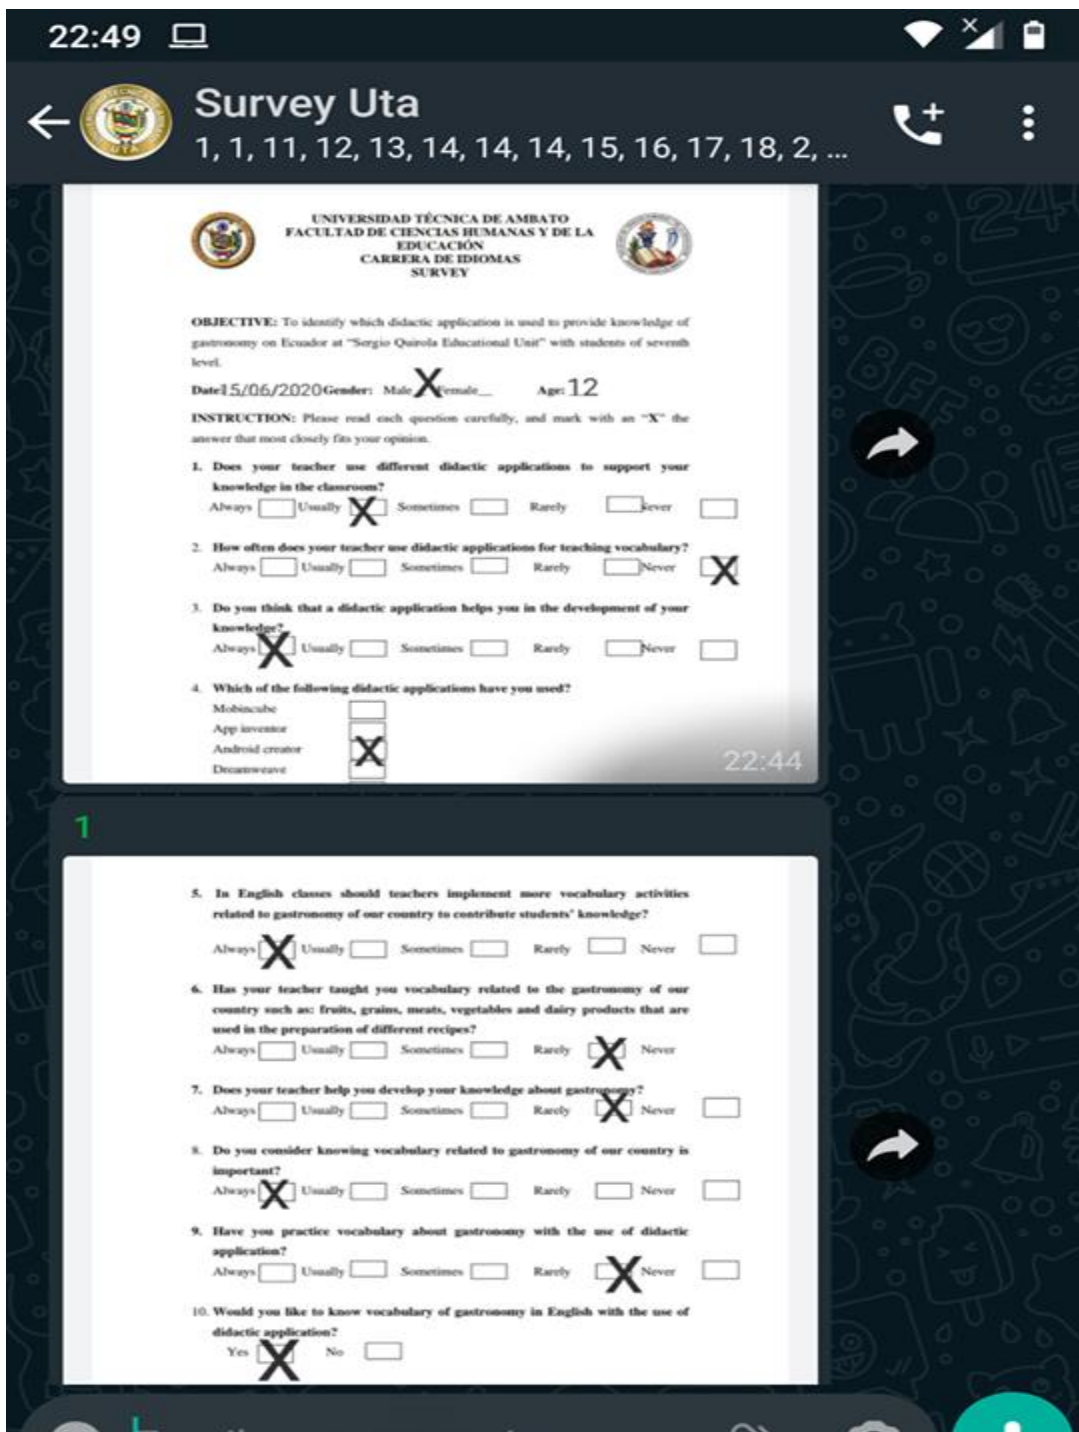 22:49
Survey Uta
1, 1, 11, 12, 13, 14, 14, 14, 15, 16, 17, 18, 2, ...
UNIVERSIDAD TÉCNICA DE AMBATO
FACULTAD DE CIENCIAS HUMANAS Y DE LA
EDUCACIÓN
CARRERA DE IDIOMAS
SURVEY
OBJECTIVE: To identify which didactic application is used to provide knowledge of
gastronomy on Ecuador at "Sergio Quirola Educational Unit" with students of seventh
level.
Date 15/06/2020 Gender: Male X Female__ Age: 12
INSTRUCTION: Please read each question carefully, and mark with an "X" the
answer that most closely fits your opinion.
1. Does your teacher use different didactic applications to support your
knowledge in the classroom?
Always Usually X Sometimes Rarely Never
2. How often does your teacher use didactic applications for teaching vocabulary?
Always Usually Sometimes Rarely Never X
3. Do you think that a didactic application helps you in the development of your
knowledge?
Always X Usually Sometimes Rarely Never
4. Which of the following didactic applications have you used?
Mobincube
App inventor
Android creator X
Dreamweave
22:44
1
5. In English classes should teachers implement more vocabulary activities
related to gastronomy of our country to contribute students' knowledge?
Always X Usually Sometimes Rarely Never
6. Has your teacher taught you vocabulary related to the gastronomy of our
country such as: fruits, grains, meats, vegetables and dairy products that are
used in the preparation of different recipes?
Always Usually Sometimes Rarely X Never
7. Does your teacher help you develop your knowledge about gastronomy?
Always Usually Sometimes Rarely X Never
8. Do you consider knowing vocabulary related to gastronomy of our country is
important?
Always X Usually Sometimes Rarely Never
9. Have you practice vocabulary about gastronomy with the use of didactic
application?
Always Usually Sometimes Rarely X Never
10. Would you like to know vocabulary of gastronomy in English with the use of
didactic application?
Yes X No